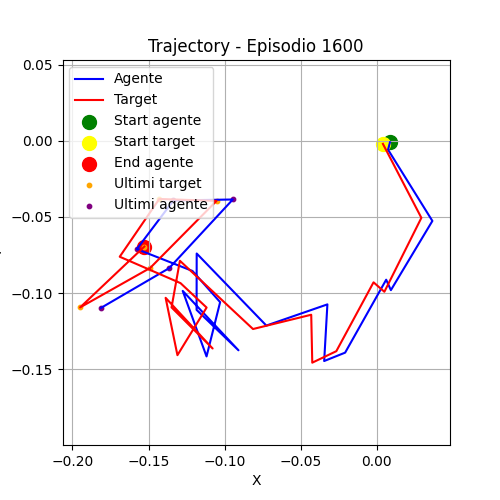 Trajectory - Episodio 1600
0.05
0.00
−0.05
−0.10
−0.15
Agente
Target
Start agente
Start target
End agente
Ultimi target
Ultimi agente
−0.20
−0.15
−0.10
−0.05
0.00
X